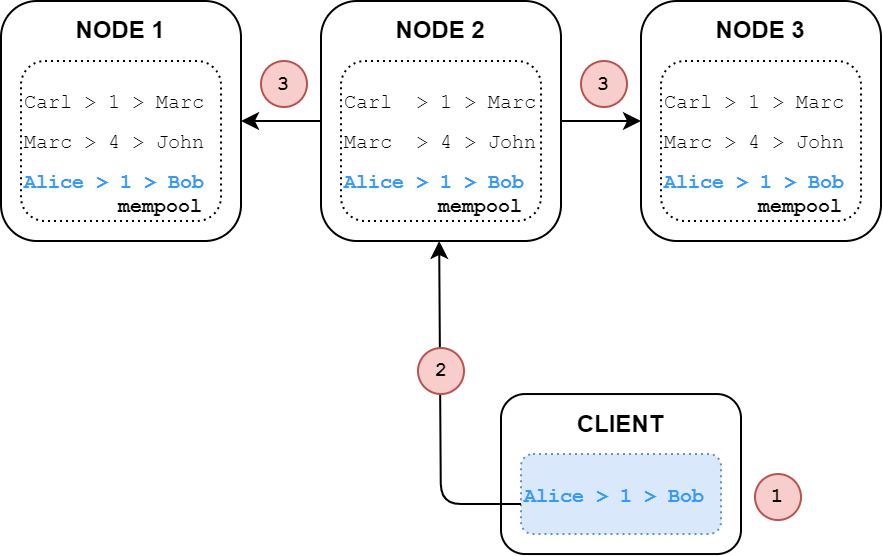 NODE 1
Carl > 1 > Marc
Marc > 4 > John
Alice > 1 > Bob
mempool
3
NODE 2
Carl  > 1 > Marc
Marc  > 4 > John
Alice  > 1 > Bob
mempool
3
NODE 3
Carl > 1 > Marc
Marc > 4 > John
Alice > 1 > Bob
mempool
2
CLIENT
Alice > 1 > Bob
1